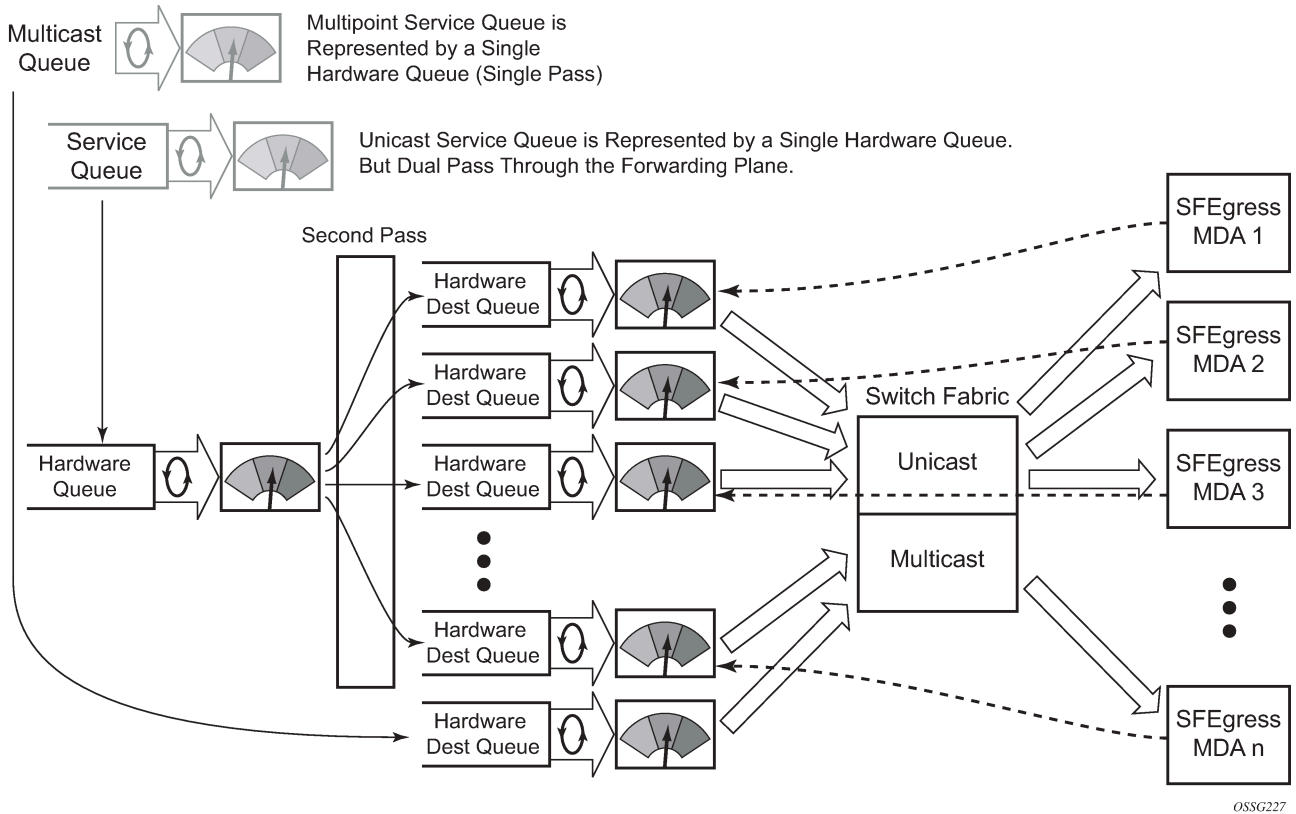 Multicast
Queue
Multipoint Service Queue is
Represented by a Single
Hardware Queue (Single Pass)
Service
Queue
Unicast Service Queue is Represented by a Single Hardware Queue.
But Dual Pass Through the Forwarding Plane.
Second Pass
Hardware
Queue
Hardware
Dest Queue
Hardware
Dest Queue
Hardware
Dest Queue
Hardware
Dest Queue
Hardware
Dest Queue
Switch Fabric
Unicast
Multicast
SFEgress
MDA 1
SFEgress
MDA 2
SFEgress
MDA 3
SFEgress
MDA n
OSSG227